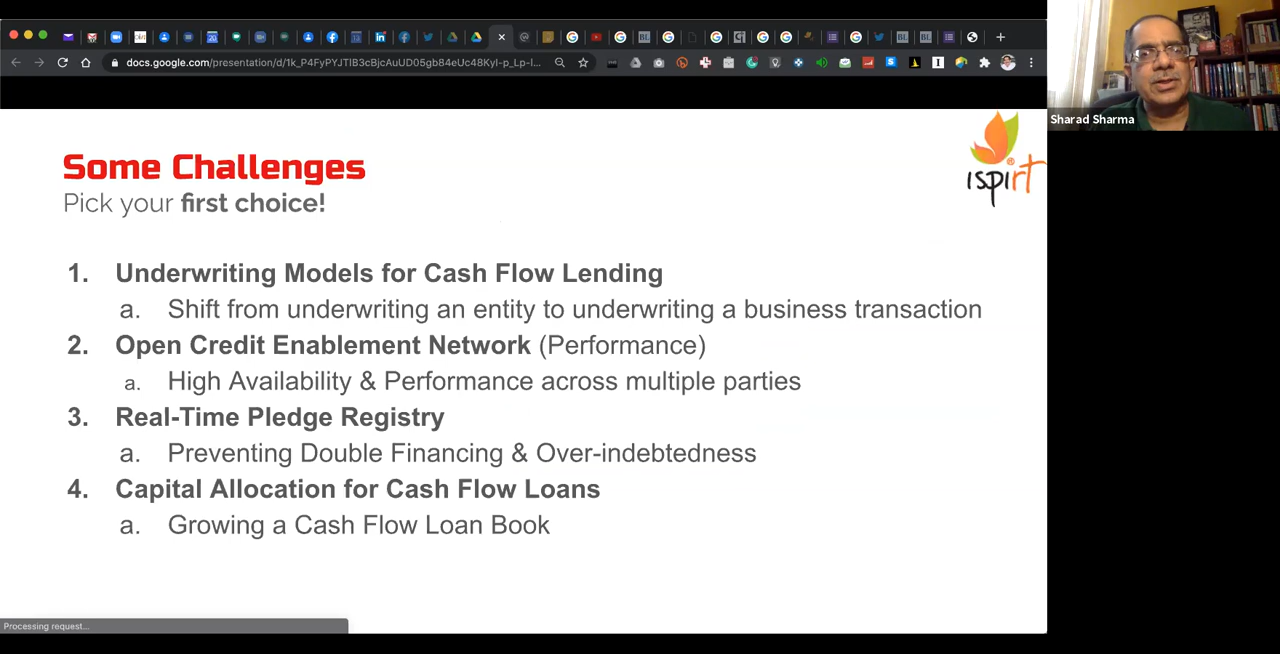 docs.google.com/presentation/d/1k_P4FyPYJTlB3cBjcAuUD05gb84eUc48Kyl-p_Lp-l...
Sharad Sharma
Some Challenges
Pick your first choice!
ispirt
1. Underwriting Models for Cash Flow Lending
a. Shift from underwriting an entity to underwriting a business transaction
2. Open Credit Enablement Network (Performance)
a. High Availability & Performance across multiple parties
3. Real-Time Pledge Registry
a. Preventing Double Financing & Over-indebtedness
4. Capital Allocation for Cash Flow Loans
a. Growing a Cash Flow Loan Book
Processing request...